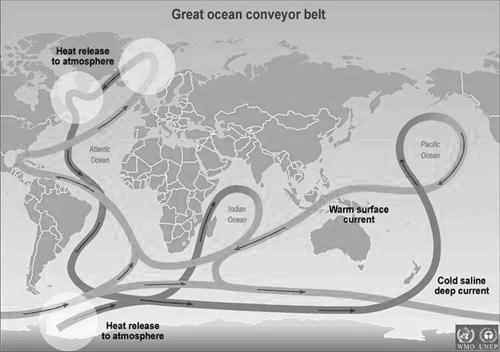 Great ocean conveyor belt
Heat release
to atmosphere
Atlantic
Ocean
Pacific
Ocean
Indian
Ocean
Warm surface
current
Cold saline
deep current
Heat release
to atmosphere
WMO UNEP